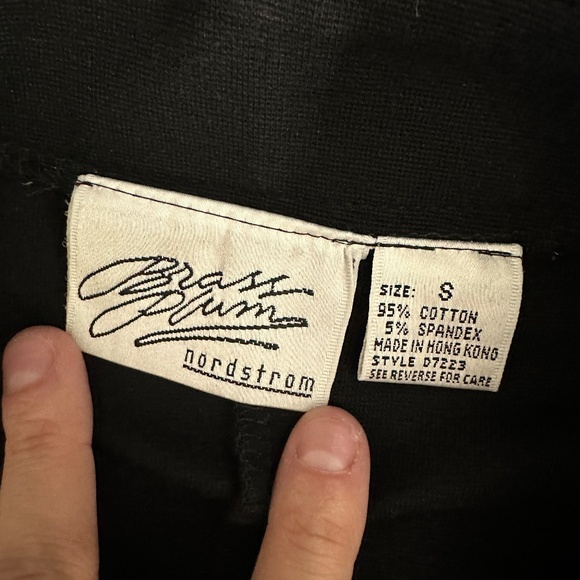 Brass
Plum
nordstrom
SIZE: S
95% COTTON
5% SPANDEX
MADE IN HONG KONG
STYLE D7223
SEE REVERSE FOR CARE